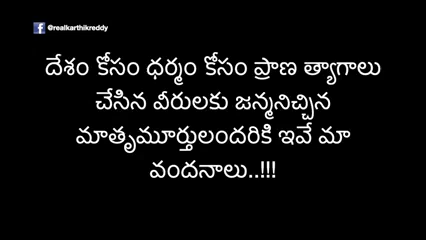 @realkarthikreddy
దేశం కోసం ధర్మం కోసం ప్రాణ త్యాగాలు
చేసిన వీరులకు జన్మనిచ్చిన
మాతృమూర్తులందరికి ఇవే మా
వందనాలు..!!!